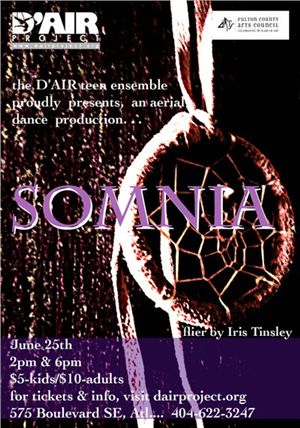 D'AIR
PROJECT
www.dairproject.org
FULTON COUNTY
ARTS COUNCIL
the D'AIR teen ensemble
proudly presents, an aerial
dance production. . .
SOMNIA
flier by Iris Tinsley
June 25th
2pm & 6pm
$5-kids/$10-adults
for tickets & info, visit dairproject.org
575 Boulevard SE, Atl... 404-622-3247